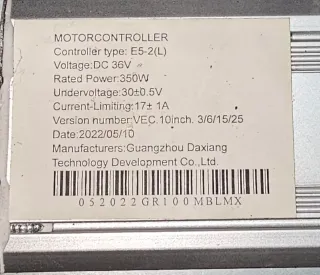 MOTORCONTROLLER
Controller type: E5-2(L)
Voltage:DC 36V
Rated Power:350W
Undervoltage:30±0.5V
Current-Limiting:17± 1A
Version number:VEC.10inch. 3/6/15/25
Date:2022/05/10
Manufacturers:Guangzhou Daxiang
Technology Development Co.,Ltd.
052022GR100MBLMX